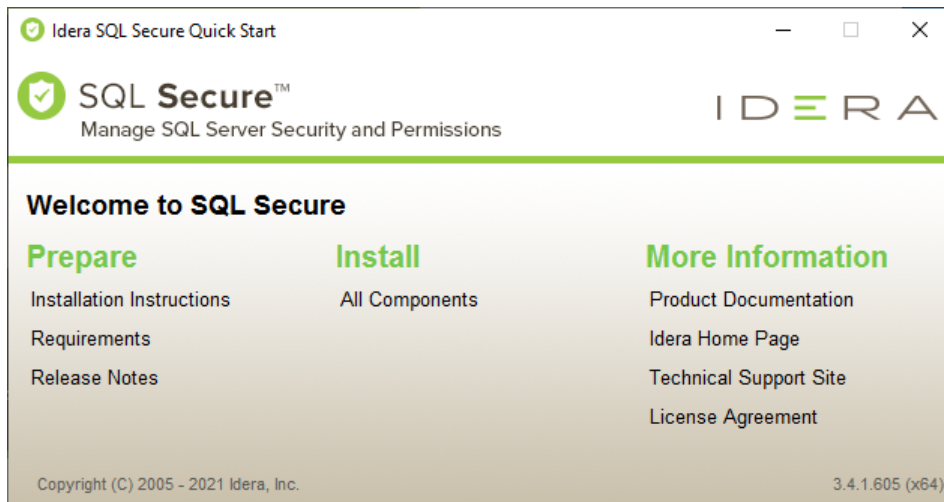 Idera SQL Secure Quick Start
SQL Secure™
Manage SQL Server Security and Permissions
IDERA
Welcome to SQL Secure
Prepare
Installation Instructions
Requirements
Release Notes
Install
All Components
More Information
Product Documentation
Idera Home Page
Technical Support Site
License Agreement
Copyright (C) 2005 - 2021 Idera, Inc.
3.4.1.605 (x64)